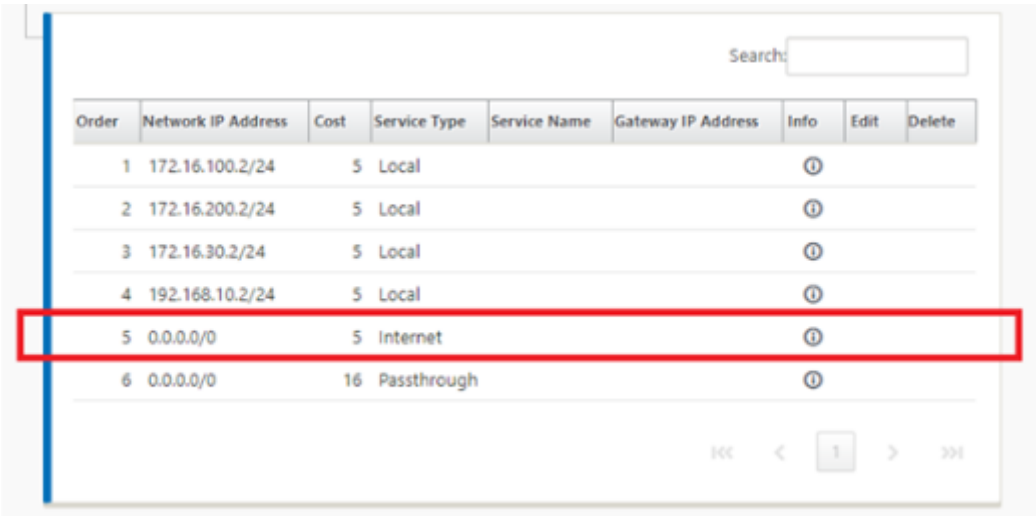 Search:
Order Network IP Address Cost Service Type Service Name Gateway IP Address Info Edit Delete
1 172.16.100.2/24 5 Local
2 172.16.200.2/24 5 Local
3 172.16.30.2/24 5 Local
4 192.168.10.2/24 5 Local
5 0.0.0.0/0 5 Internet
6 0.0.0.0/0 16 Passthrough
1